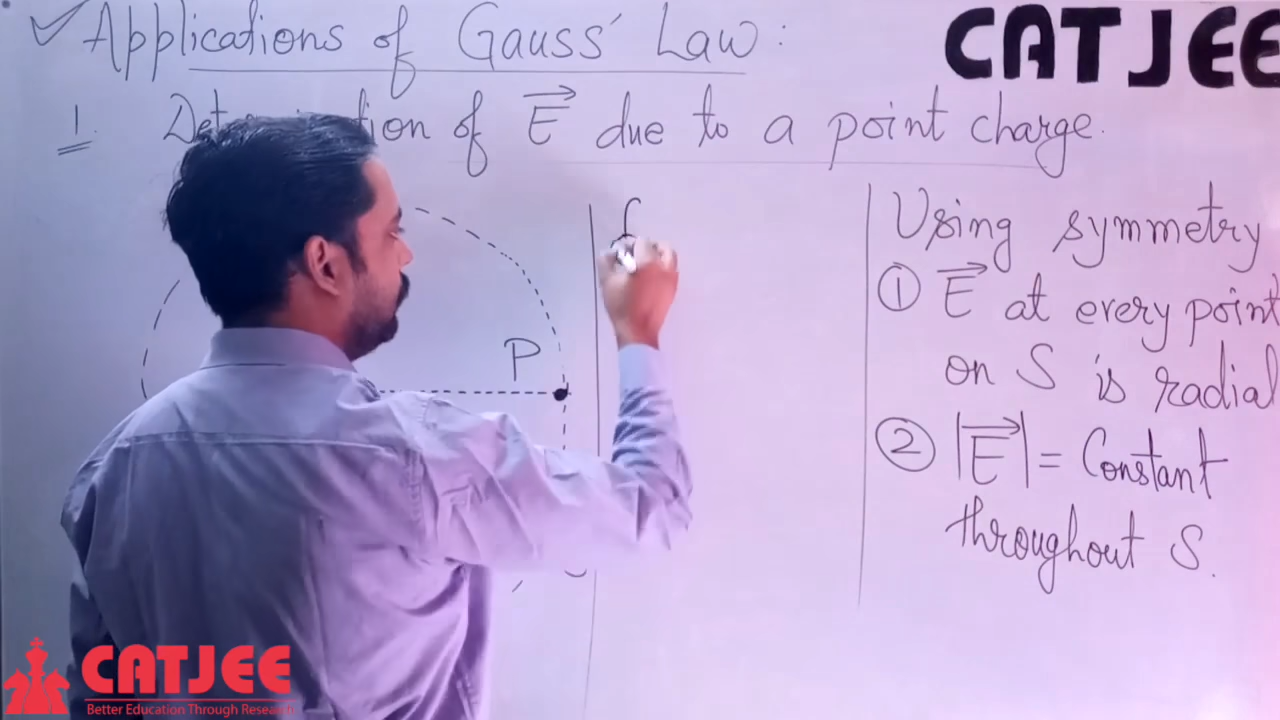 ✓ Applications of Gauss' Law :
CATJEE
1. of E⃗ due to a point charge.
P
Using symmetry
① E⃗ at every point
on S is radial
② |E⃗| = Constant
throughout S.
CATJEE
Better Education Through Research